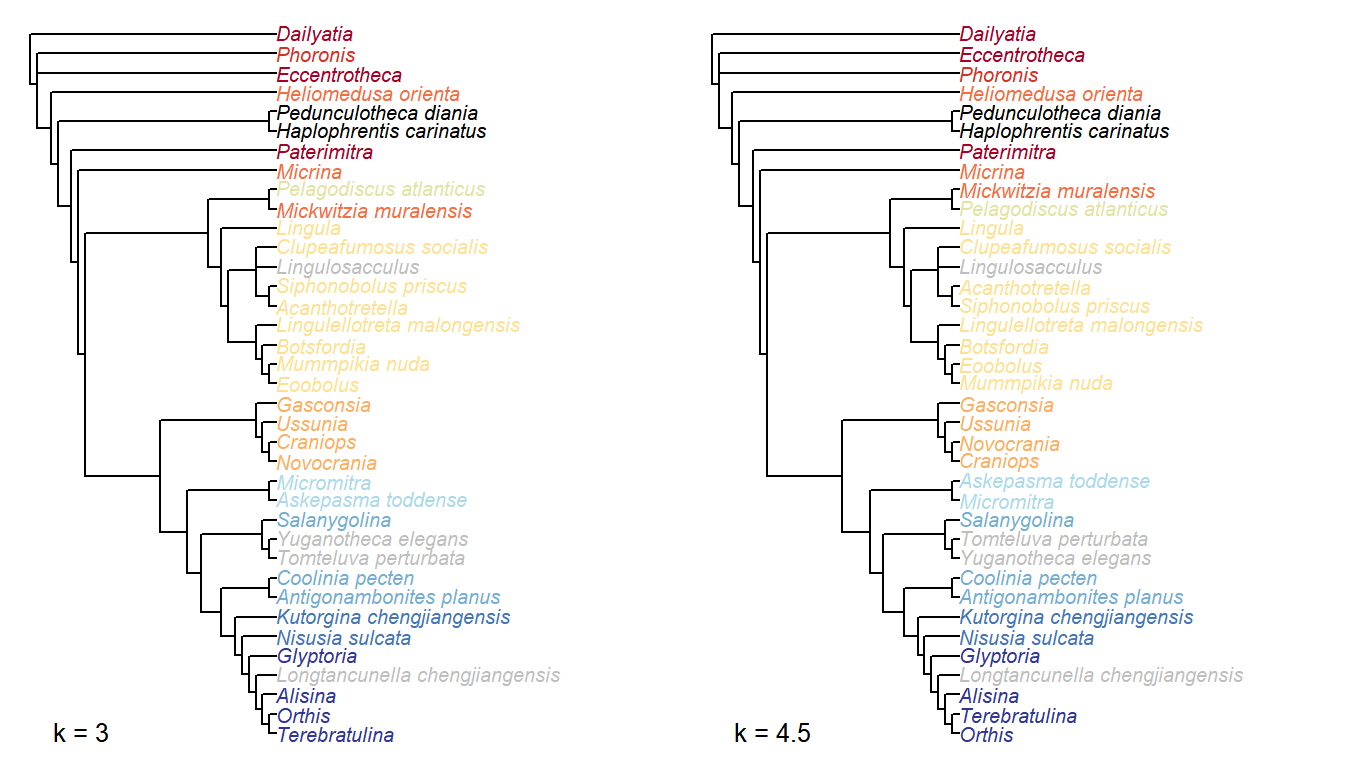 Dailyatia
Phoronis
Eccentrotheca
Heliomedusa orienta
Pedunculotheca diania
Haplophrentis carinatus
Paterimitra
Micrina
Pelagodiscus atlanticus
Mickwitzia muralensis
Lingula
Clupeafumosus socialis
Lingulosacculus
Siphonobolus priscus
Acanthotretella
Lingulellotreta malongensis
Botsfordia
Mummpikia nuda
Eoobolus
Gasconsia
Ussunia
Craniops
Novocrania
Micromitra
Askepasma toddense
Salanygolina
Yuganotheca elegans
Tomteluva perturbata
Coolinia pecten
Antigonambonites planus
Kutorgina chengjiangensis
Nisusia sulcata
Glyptoria
Longtancunella chengjiangensis
Alisina
Orthis
Terebratulina
k = 3
Dailyatia
Eccentrotheca
Phoronis
Heliomedusa orienta
Pedunculotheca diania
Haplophrentis carinatus
Paterimitra
Micrina
Mickwitzia muralensis
Pelagodiscus atlanticus
Lingula
Clupeafumosus socialis
Lingulosacculus
Acanthotretella
Siphonobolus priscus
Lingulellotreta malongensis
Botsfordia
Eoobolus
Mummpikia nuda
Gasconsia
Ussunia
Novocrania
Craniops
Askepasma toddense
Micromitra
Salanygolina
Tomteluva perturbata
Yuganotheca elegans
Coolinia pecten
Antigonambonites planus
Kutorgina chengjiangensis
Nisusia sulcata
Glyptoria
Longtancunella chengjiangensis
Alisina
Terebratulina
Orthis
k = 4.5